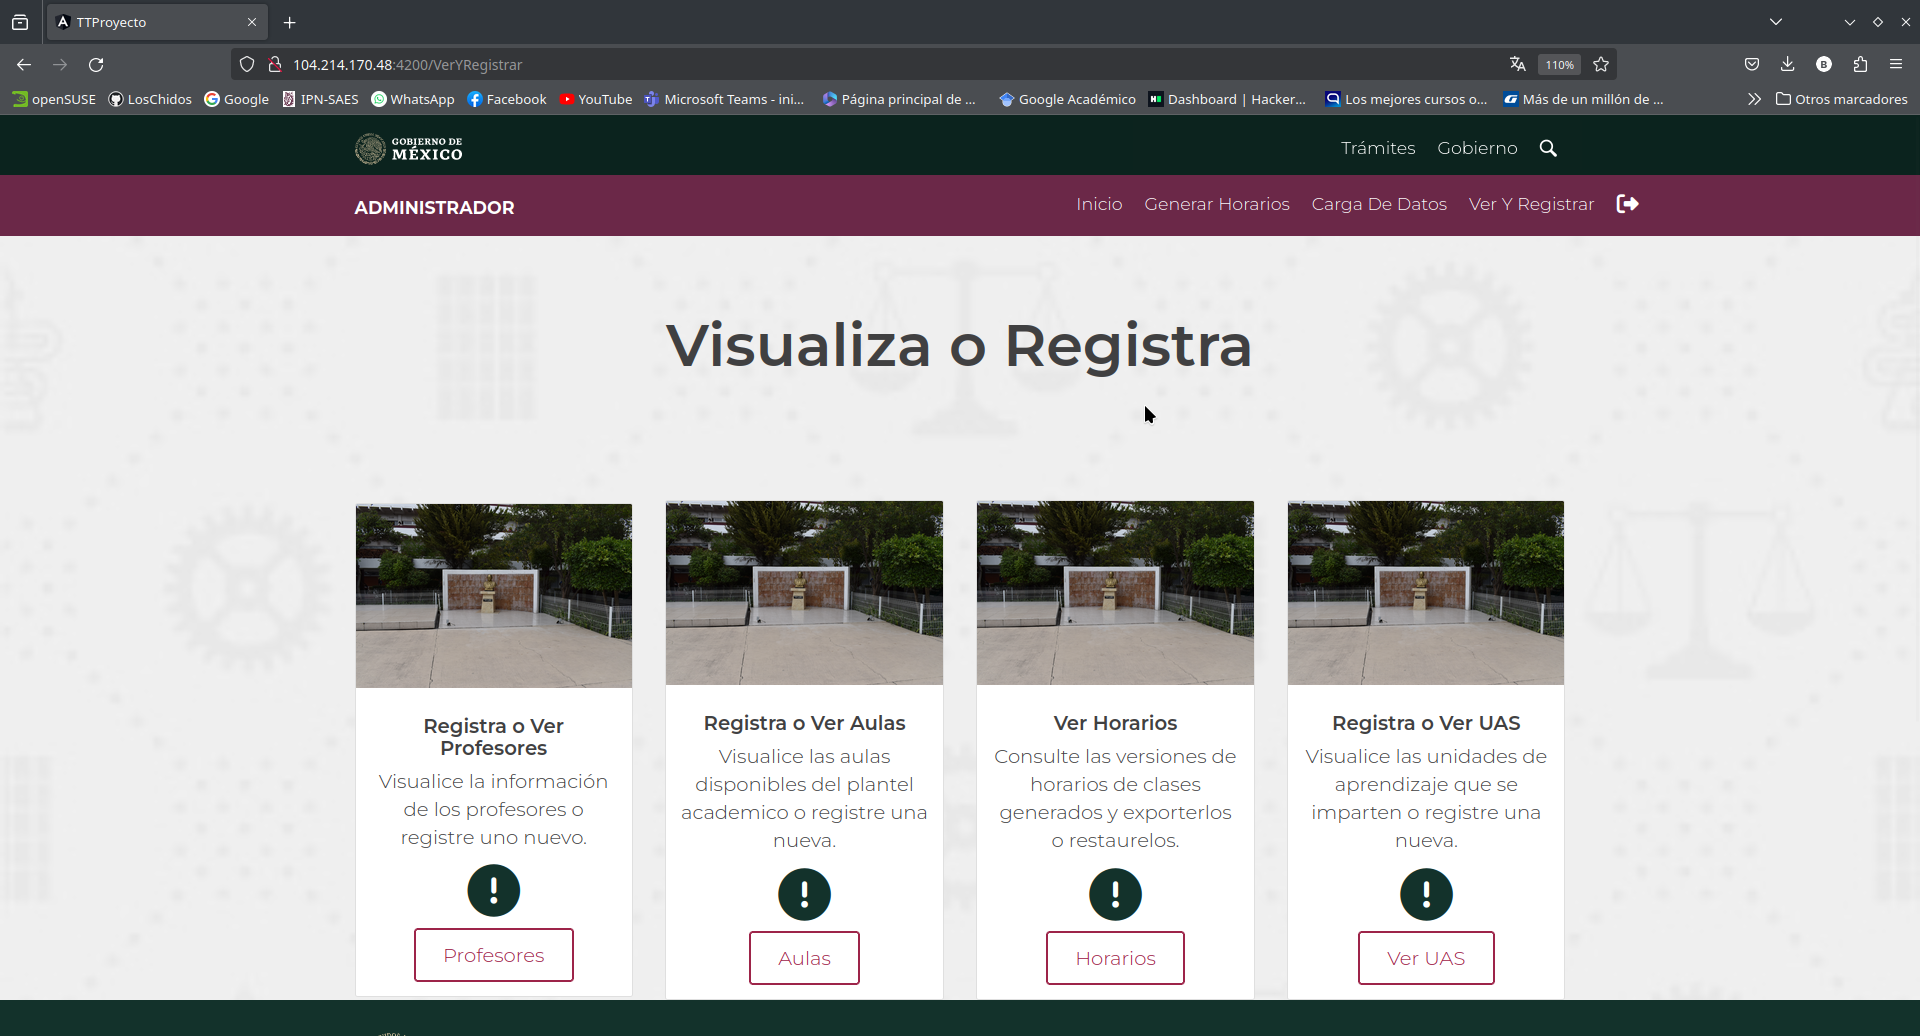 TTProyecto
104.214.170.48:4200/VerYRegistrar
110%
openSUSE
LosChidos
Google
IPN-SAES
WhatsApp
Facebook
YouTube
Microsoft Teams - ini...
Página principal de ...
Google Académico
Dashboard | Hacker...
Los mejores cursos o...
Más de un millón de ...
Otros marcadores
GOBIERNO DE
MÉXICO
Trámites
Gobierno
ADMINISTRADOR
Inicio
Generar Horarios
Carga De Datos
Ver Y Registrar
Visualiza o Registra
Registra o Ver
Profesores
Visualice la información
de los profesores o
registre uno nuevo.
Profesores
Registra o Ver Aulas
Visualice las aulas
disponibles del plantel
academico o registre una
nueva.
Aulas
Ver Horarios
Consulte las versiones de
horarios de clases
generados y exporterlos
o restaurelos.
Horarios
Registra o Ver UAS
Visualice las unidades de
aprendizaje que se
imparten o registre una
nueva.
Ver UAS